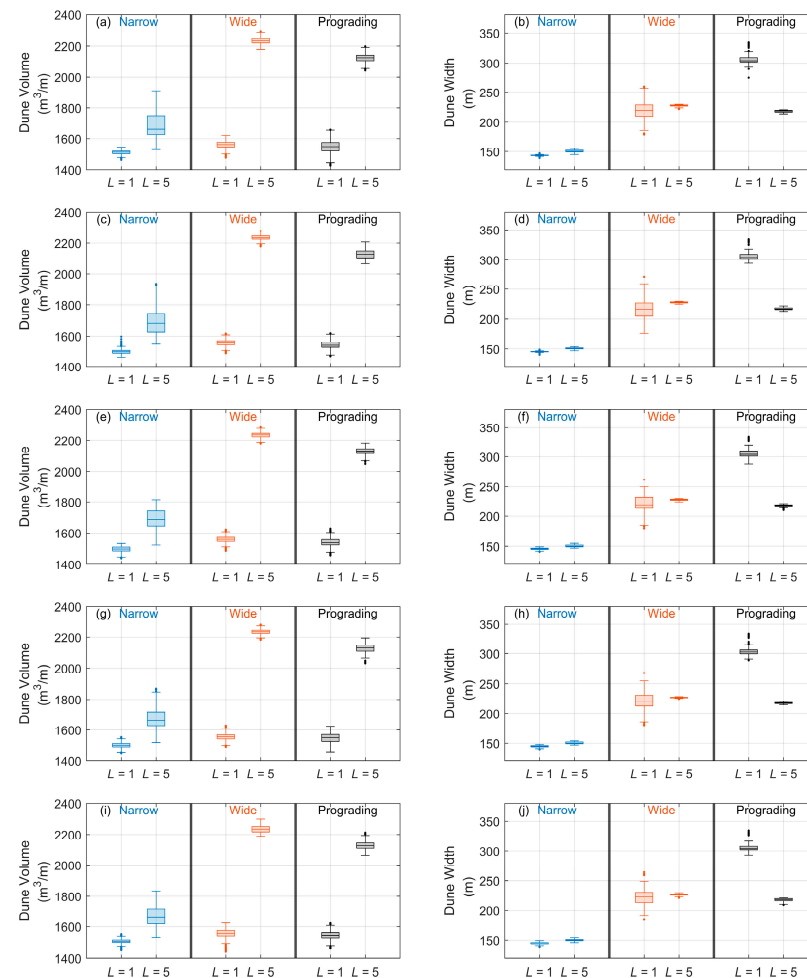 (a) Narrow Wide Prograding
2400
2200
2000
1800
1600
1400
Dune Volume
(m³/m)
L = 1 L = 5 L = 1 L = 5 L = 1 L = 5
(b) Narrow Wide Prograding
350
300
250
200
150
Dune Width
(m)
L = 1 L = 5 L = 1 L = 5 L = 1 L = 5
(c) Narrow Wide Prograding
2400
2200
2000
1800
1600
1400
Dune Volume
(m³/m)
L = 1 L = 5 L = 1 L = 5 L = 1 L = 5
(d) Narrow Wide Prograding
350
300
250
200
150
Dune Width
(m)
L = 1 L = 5 L = 1 L = 5 L = 1 L = 5
(e) Narrow Wide Prograding
2400
2200
2000
1800
1600
1400
Dune Volume
(m³/m)
L = 1 L = 5 L = 1 L = 5 L = 1 L = 5
(f) Narrow Wide Prograding
350
300
250
200
150
Dune Width
(m)
L = 1 L = 5 L = 1 L = 5 L = 1 L = 5
(g) Narrow Wide Prograding
2400
2200
2000
1800
1600
1400
Dune Volume
(m³/m)
L = 1 L = 5 L = 1 L = 5 L = 1 L = 5
(h) Narrow Wide Prograding
350
300
250
200
150
Dune Width
(m)
L = 1 L = 5 L = 1 L = 5 L = 1 L = 5
(i) Narrow Wide Prograding
2400
2200
2000
1800
1600
1400
Dune Volume
(m³/m)
L = 1 L = 5 L = 1 L = 5 L = 1 L = 5
(j) Narrow Wide Prograding
350
300
250
200
150
Dune Width
(m)
L = 1 L = 5 L = 1 L = 5 L = 1 L = 5